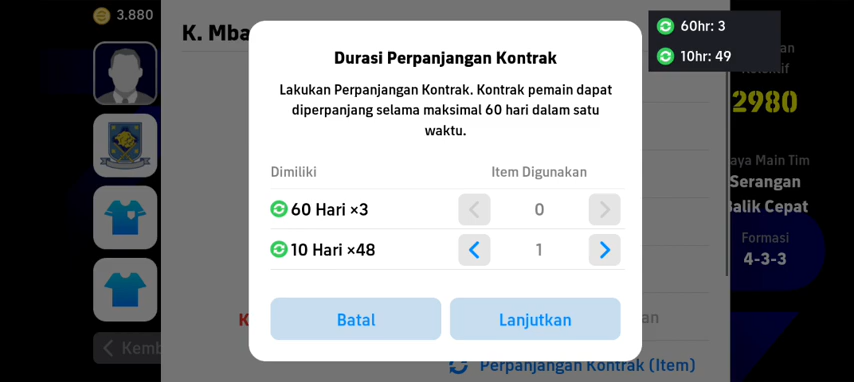 3.880
K. Mba
60hr: 3
10hr: 49
Durasi Perpanjangan Kontrak
Lakukan Perpanjangan Kontrak. Kontrak pemain dapat
diperpanjang selama maksimal 60 hari dalam satu
waktu.
Dimiliki
Item Digunakan
60 Hari ×3
0
10 Hari ×48
1
Batal
Lanjutkan
Perpanjangan Kontrak (Item)
2980
Main Tim
Serangan
Balik Cepat
Formasi
4-3-3